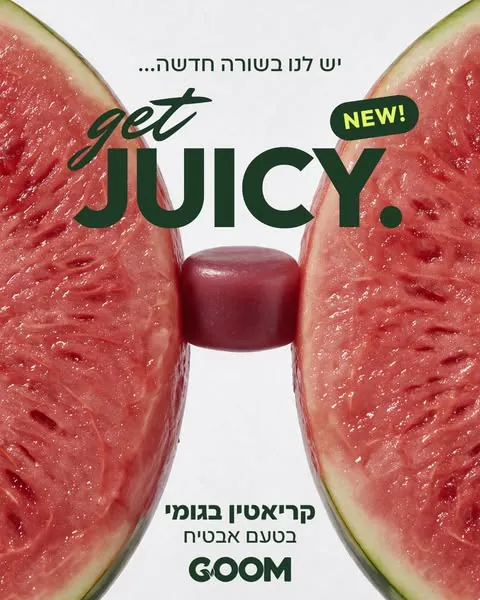 יש לנו בשורה חדשה...
get
NEW!
JUICY.
קריאטין בגומי
בטעם אבטיח
GOOM